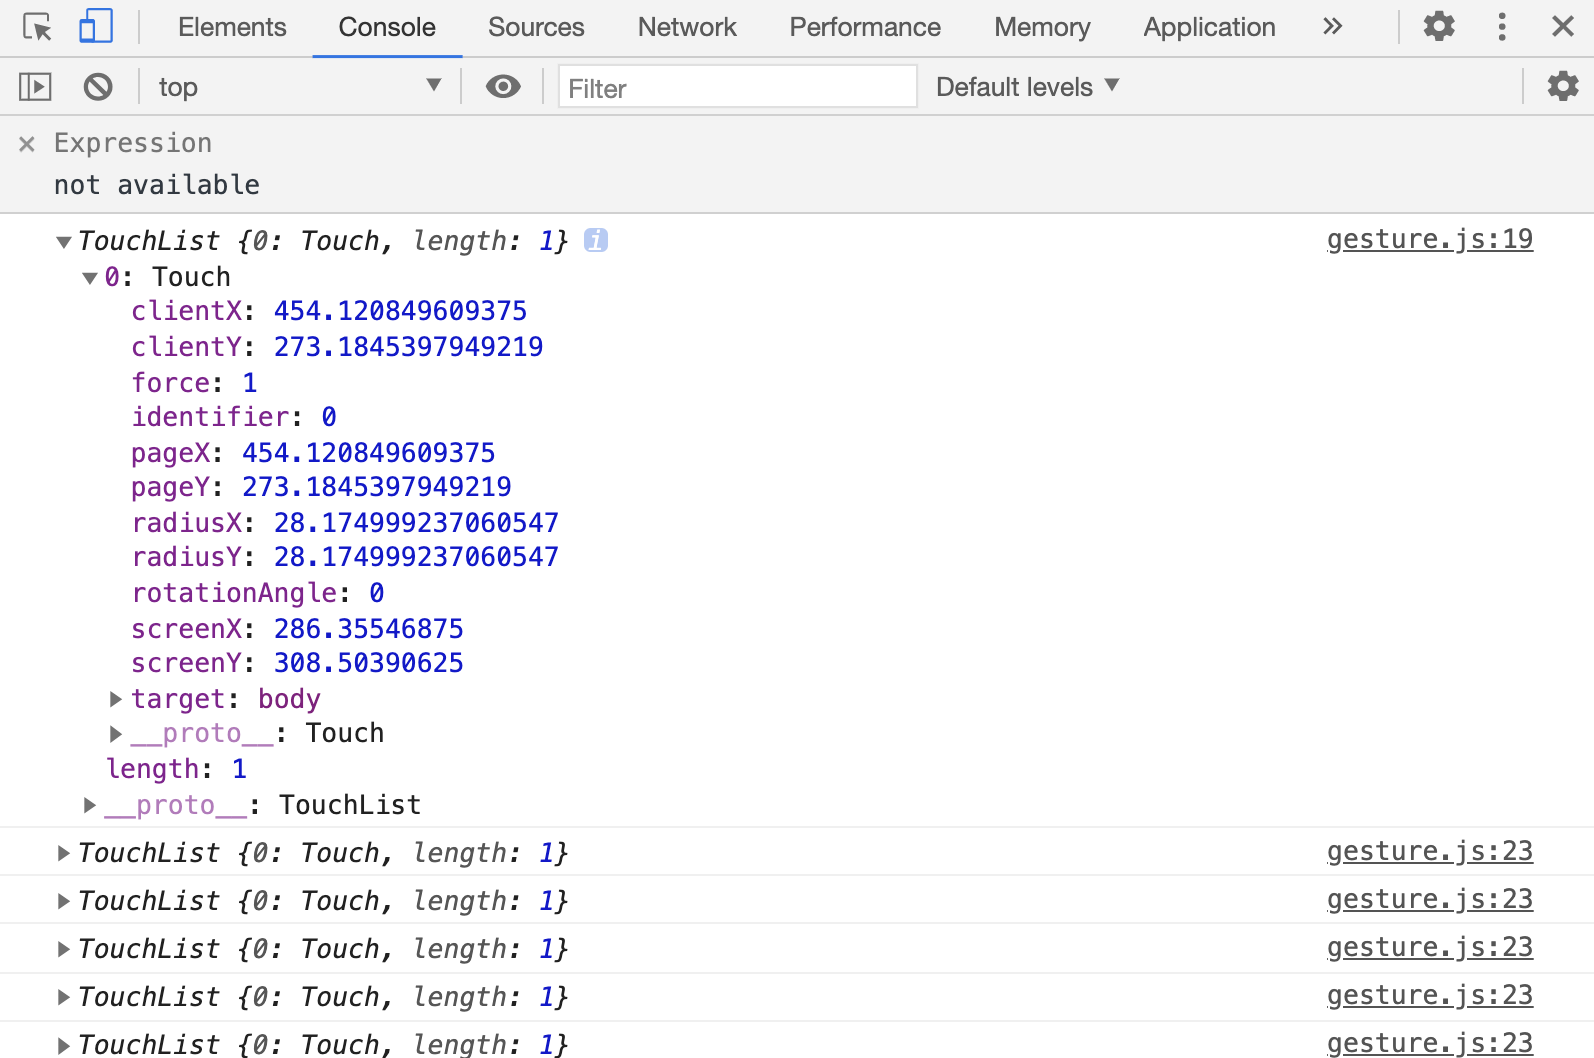 Elements Console Sources Network Performance Memory Application »
top Filter Default levels
× Expression
not available
TouchList {0: Touch, length: 1} i gesture.js:19
0: Touch
clientX: 454.120849609375
clientY: 273.1845397949219
force: 1
identifier: 0
pageX: 454.120849609375
pageY: 273.1845397949219
radiusX: 28.174999237060547
radiusY: 28.174999237060547
rotationAngle: 0
screenX: 286.35546875
screenY: 308.50390625
target: body
__proto__: Touch
length: 1
__proto__: TouchList
TouchList {0: Touch, length: 1} gesture.js:23
TouchList {0: Touch, length: 1} gesture.js:23
TouchList {0: Touch, length: 1} gesture.js:23
TouchList {0: Touch, length: 1} gesture.js:23
TouchList {0: Touch, length: 1} gesture.js:23